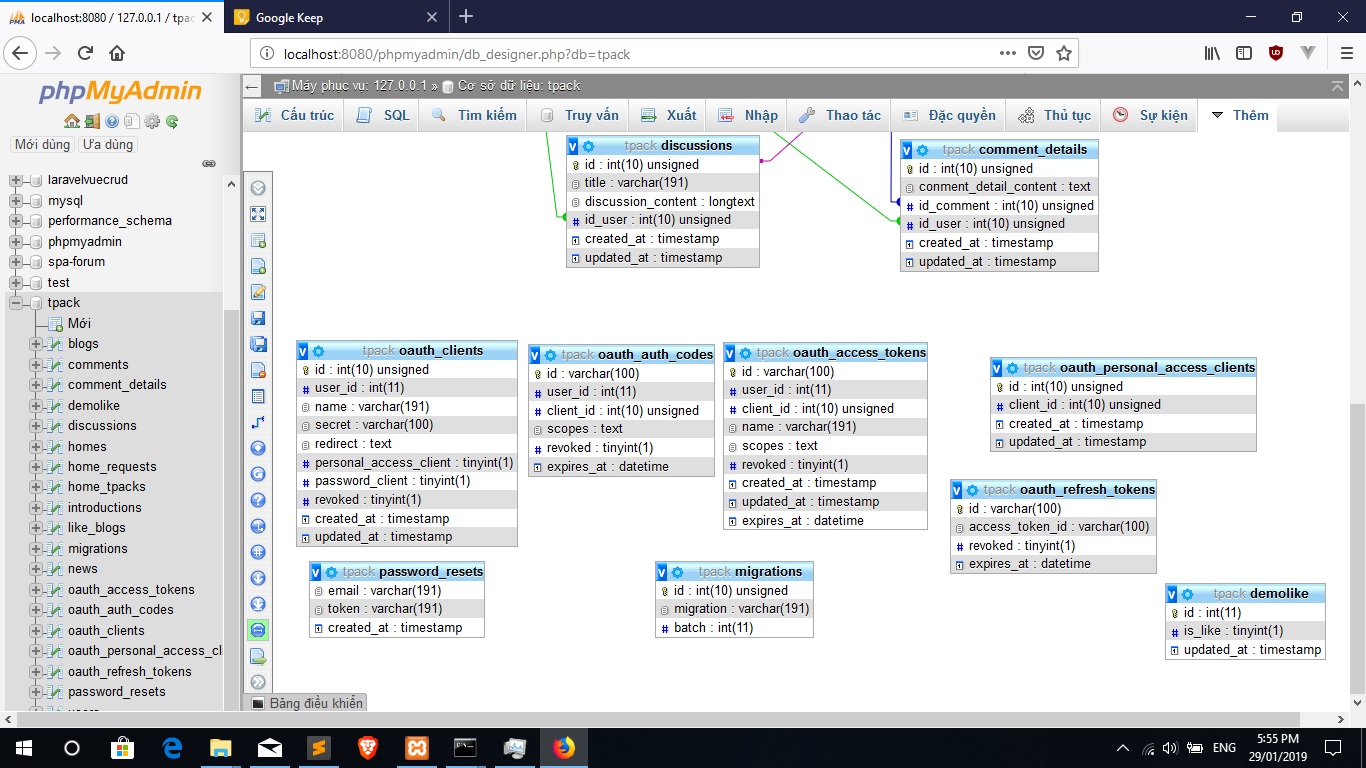 localhost:8080 / 127.0.0.1 / tpac
Google Keep
localhost:8080/phpmyadmin/db_designer.php?db=tpack
phpMyAdmin
Mới dùng
Ưa dùng
laravelvuecrud
mysql
performance_schema
phpmyadmin
spa-forum
test
tpack
Mới
blogs
comments
comment_details
demolike
discussions
homes
home_requests
home_tpacks
introductions
like_blogs
migrations
news
oauth_access_tokens
oauth_auth_codes
oauth_clients
oauth_personal_access_cl
oauth_refresh_tokens
password_resets
Máy phục vụ: 127.0.0.1 » Cơ sở dữ liệu: tpack
Cấu trúc
SQL
Tìm kiếm
Truy vấn
Xuất
Nhập
Thao tác
Đặc quyền
Thủ tục
Sự kiện
Thêm
tpack discussions
id : int(10) unsigned
title : varchar(191)
discussion_content : longtext
id_user : int(10) unsigned
created_at : timestamp
updated_at : timestamp
tpack comment_details
id : int(10) unsigned
comment_detail_content : text
id_comment : int(10) unsigned
id_user : int(10) unsigned
created_at : timestamp
updated_at : timestamp
tpack oauth_clients
id : int(10) unsigned
user_id : int(11)
name : varchar(191)
secret : varchar(100)
redirect : text
personal_access_client : tinyint(1)
password_client : tinyint(1)
revoked : tinyint(1)
created_at : timestamp
updated_at : timestamp
tpack oauth_auth_codes
id : varchar(100)
user_id : int(11)
client_id : int(10) unsigned
scopes : text
revoked : tinyint(1)
expires_at : datetime
tpack oauth_access_tokens
id : varchar(100)
user_id : int(11)
client_id : int(10) unsigned
name : varchar(191)
scopes : text
revoked : tinyint(1)
created_at : timestamp
updated_at : timestamp
expires_at : datetime
tpack oauth_personal_access_clients
id : int(10) unsigned
client_id : int(10) unsigned
created_at : timestamp
updated_at : timestamp
tpack oauth_refresh_tokens
id : varchar(100)
access_token_id : varchar(100)
revoked : tinyint(1)
expires_at : datetime
tpack password_resets
email : varchar(191)
token : varchar(191)
created_at : timestamp
tpack migrations
id : int(10) unsigned
migration : varchar(191)
batch : int(11)
tpack demolike
id : int(11)
is_like : tinyint(1)
updated_at : timestamp
Bảng điều khiển
ENG
5:55 PM
29/01/2019